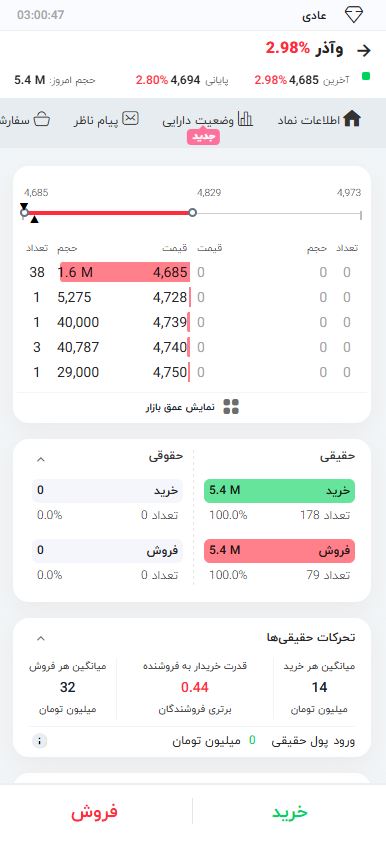 عادی 03:00:47
وآذر 2.98%
آخرین 4,685 2.98% پایانی 4,694 2.80% حجم امروز: 5.4 M
اطلاعات نماد وضعیت دارایی پیام ناظر سفارش
جدید
4,685 4,829 4,973
تعداد حجم قیمت قیمت حجم تعداد
38 1.6 M 4,685 0 0 0
1 5,275 4,728 0 0 0
1 40,000 4,739 0 0 0
3 40,787 4,740 0 0 0
1 29,000 4,750 0 0 0
نمایش عمق بازار
حقیقی حقوقی
خرید 5.4 M خرید 0
تعداد 178 100.0% تعداد 0 0.0%
فروش 5.4 M فروش 0
تعداد 79 100.0% تعداد 0 0.0%
تحرکات حقیقی‌ها
میانگین هر خرید قدرت خریدار به فروشنده میانگین هر فروش
14 0.44 32
میلیون تومان برتری فروشندگان میلیون تومان
ورود پول حقیقی 0 میلیون تومان
خرید فروش